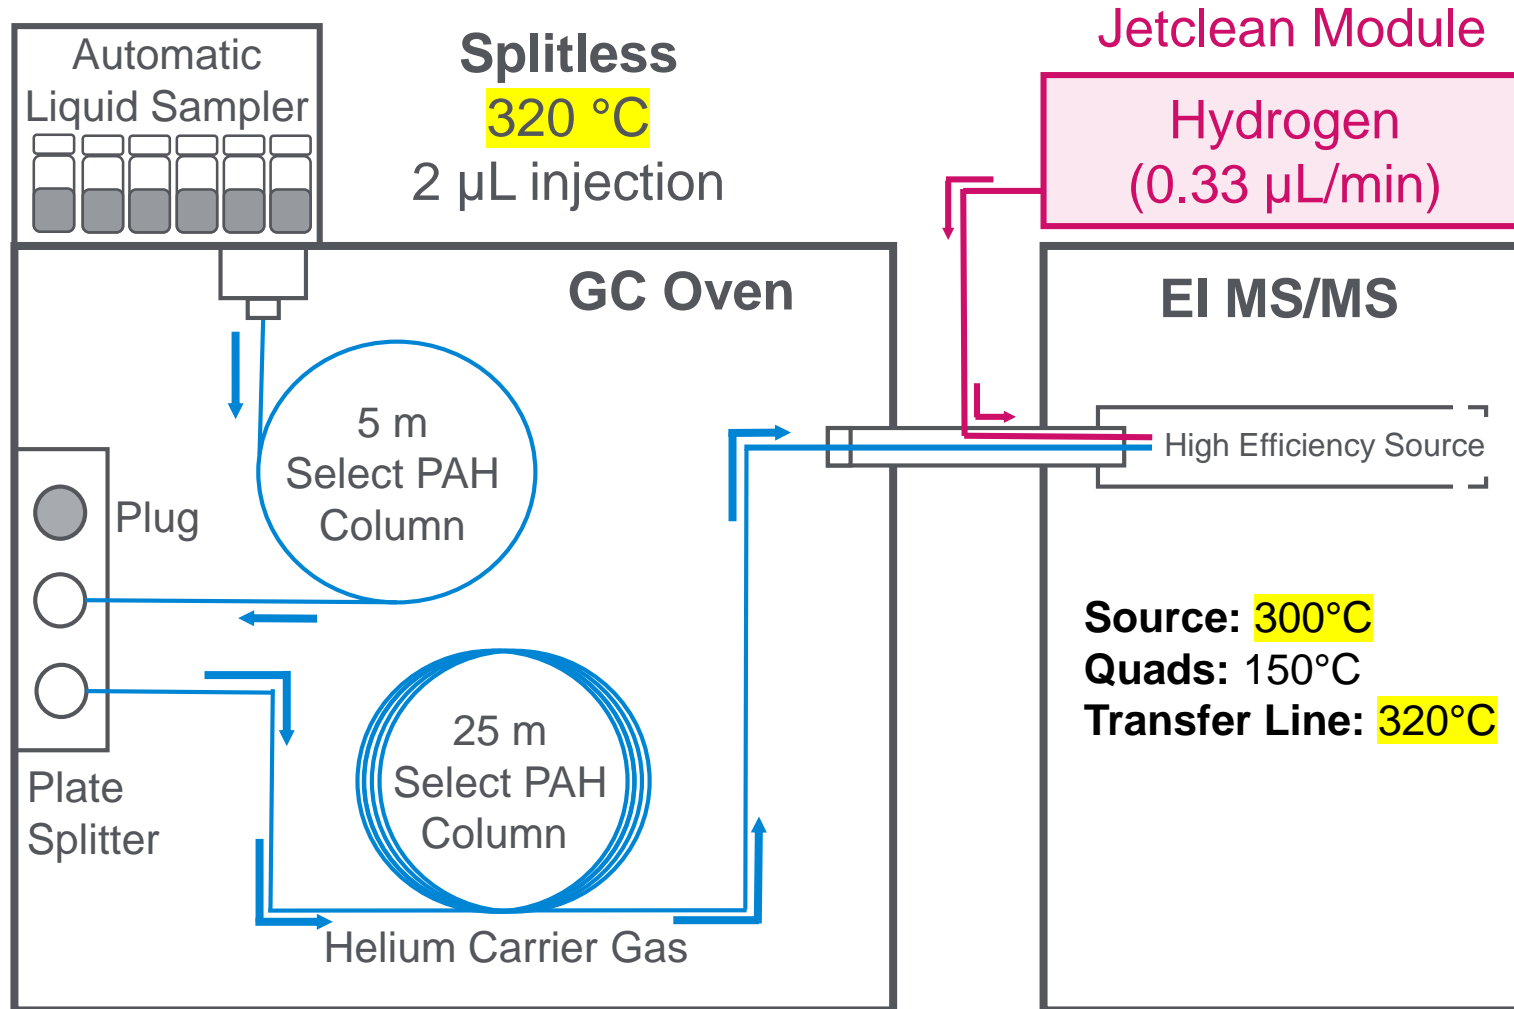 Automatic
Liquid Sampler
Splitless
320 °C
2 µL injection
Jetclean Module
Hydrogen
(0.33 µL/min)
GC Oven
EI MS/MS
5 m
Select PAH
Column
High Efficiency Source
Plug
Source: 300°C
Quads: 150°C
Transfer Line: 320°C
25 m
Select PAH
Column
Plate
Splitter
Helium Carrier Gas